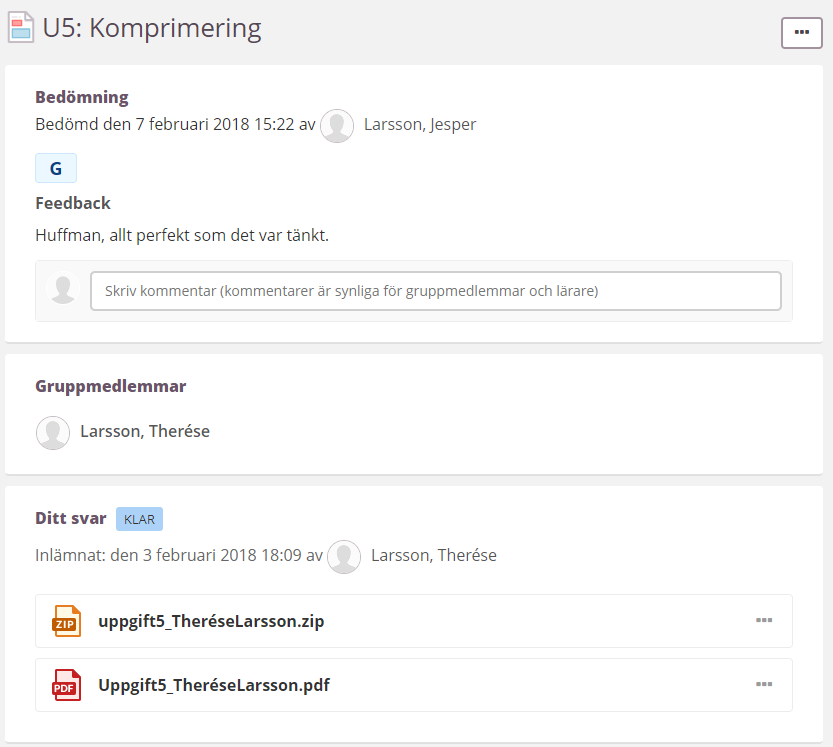 U5: Komprimering
Bedömning
Bedömd den 7 februari 2018 15:22 av Larsson, Jesper
G
Feedback
Huffman, allt perfekt som det var tänkt.
Skriv kommentar (kommentarer är synliga för gruppmedlemmar och lärare)
Gruppmedlemmar
Larsson, Therése
Ditt svar KLAR
Inlämnat: den 3 februari 2018 18:09 av Larsson, Therése
ZIP uppgift5_TheréseLarsson.zip
PDF Uppgift5_TheréseLarsson.pdf